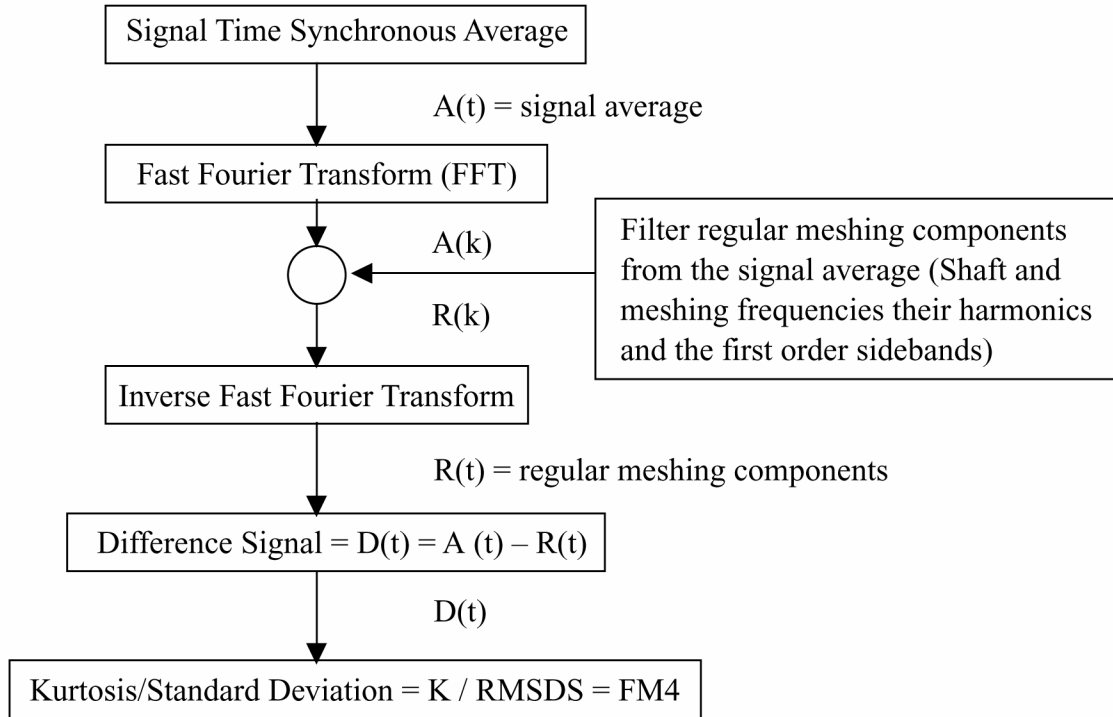 Signal Time Synchronous Average
A(t) = signal average
Fast Fourier Transform (FFT)
A(k)
Filter regular meshing components
from the signal average (Shaft and
meshing frequencies their harmonics
and the first order sidebands)
R(k)
Inverse Fast Fourier Transform
R(t) = regular meshing components
Difference Signal = D(t) = A (t) – R(t)
D(t)
Kurtosis/Standard Deviation = K / RMSDS = FM4